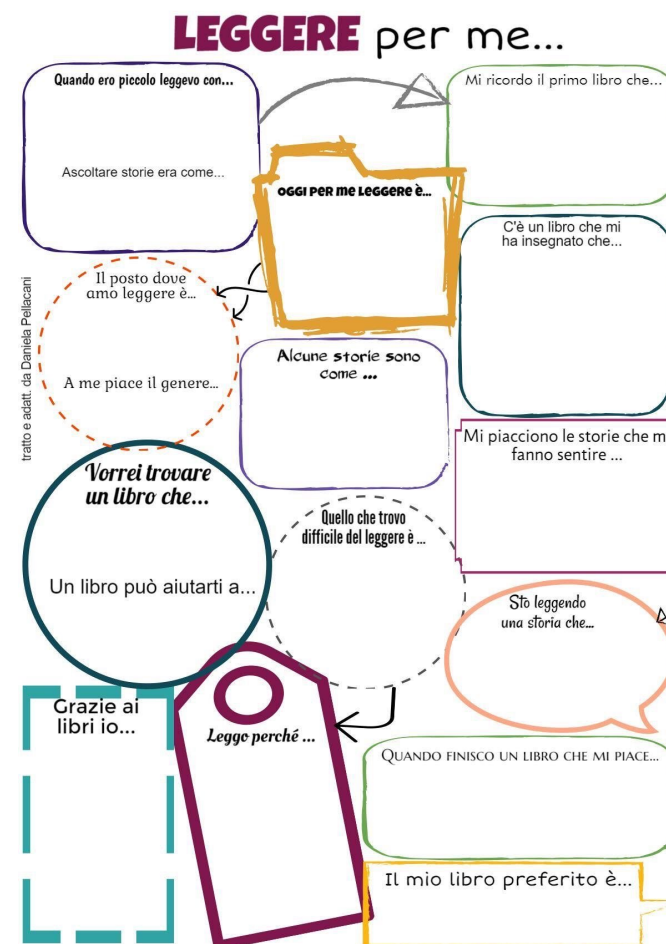 LEGGERE per me...
Quando ero piccolo leggevo con...
Ascoltare storie era come...
Mi ricordo il primo libro che...
OGGI PER ME LEGGERE È...
C'è un libro che mi
ha insegnato che...
Il posto dove
amo leggere è...
A me piace il genere...
tratto e adatt. da Daniela Pellacani
Alcune storie sono
come ...
Mi piacciono le storie che m
fanno sentire ...
Vorrei trovare
un libro che...
Un libro può aiutarti a...
Quello che trovo
difficile del leggere è ...
Sto leggendo
una storia che...
Grazie ai
libri io...
Leggo perché ...
QUANDO FINISCO UN LIBRO CHE MI PIACE...
Il mio libro preferito è...